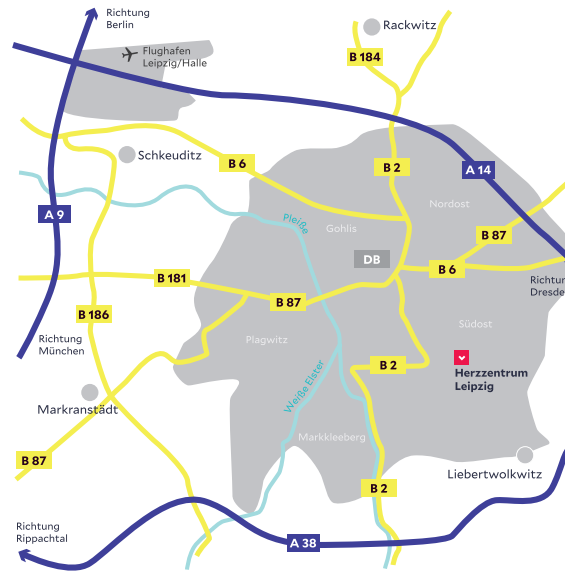 Richtung
Berlin
Rackwitz
Flughafen
Leipzig/Halle
B 184
Schkeuditz
B 6
B 2
A 14
A 9
Nordost
Pleiße
Gohlis
B 87
DB
B 6
B 181
Richtun
Dresde
B 87
B 186
Südost
Richtung
München
Plagwitz
Herzzentrum
Leipzig
B 2
Weiße Elster
Markranstädt
Markkleeberg
B 87
Liebertwolkwitz
B 2
Richtung
Rippachtal
A 38